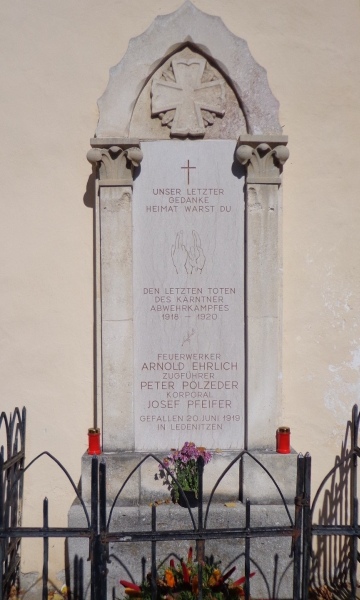 UNSER LETZTER
GEDANKE
HEIMAT WARST DU
DEN LETZTEN TOTEN
DES KÄRNTNER
ABWEHRKAMPFES
1918 – 1920
FEUERWERKER
ARNOLD EHRLICH
ZUGFÜHRER
PETER POLZEDER
KORPORAL
JOSEF PFEIFER
GEFALLEN 20. JUNI 1919
IN LEDENITZEN